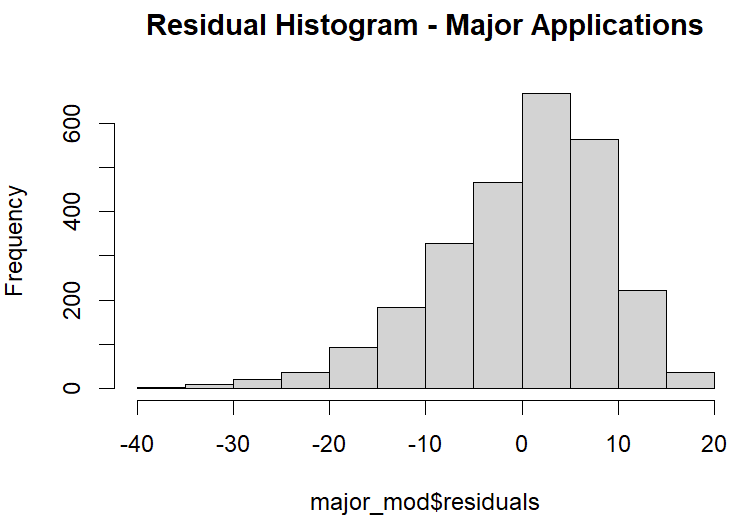 Residual Histogram - Major Applications
Frequency
600
400
200
0
-40 -30 -20 -10 0 10 20
major_mod$residuals